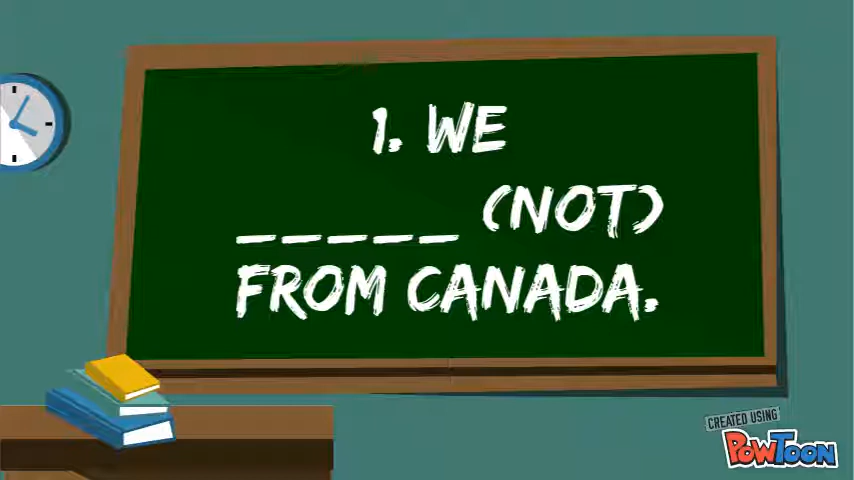 1. WE
_____ (NOT)
FROM CANADA.
CREATED USING
POWTOON